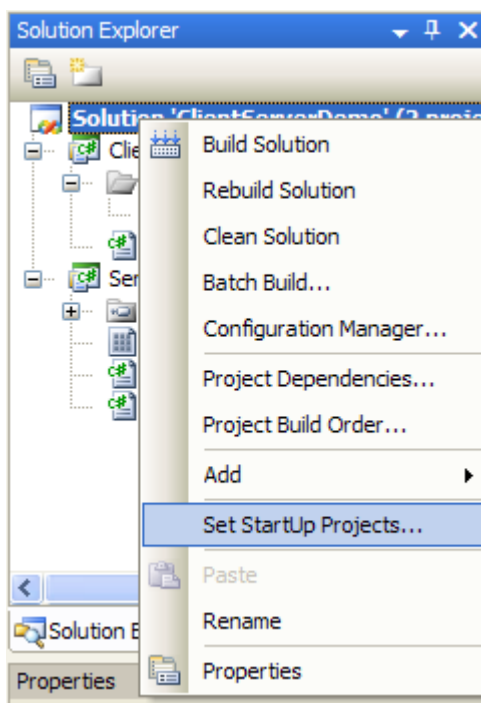 Solution Explorer
Solution 'ClientServerDemo' (2 proje
Clie
Build Solution
Rebuild Solution
Clean Solution
Ser
Batch Build...
Configuration Manager...
Project Dependencies...
Project Build Order...
Add
Set StartUp Projects...
Paste
Rename
Solution E
Properties
Properties